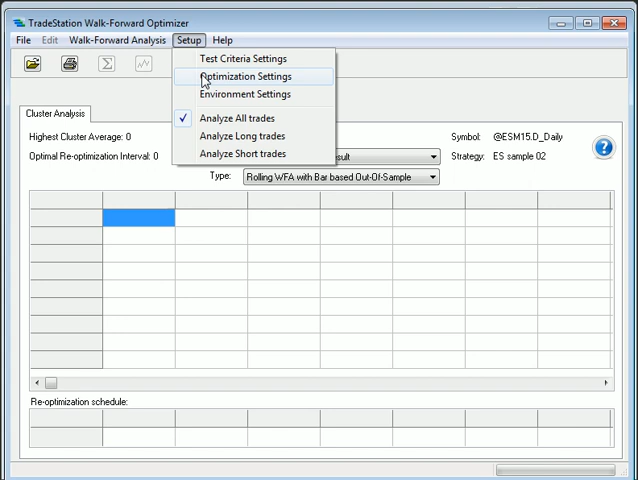 TradeStation Walk-Forward Optimizer
File Edit Walk-Forward Analysis Setup Help
Test Criteria Settings
Optimization Settings
Environment Settings
✓ Analyze All trades
Analyze Long trades
Analyze Short trades
Cluster Analysis
Highest Cluster Average: 0
Symbol: @ESM15.D_Daily
Optimal Re-optimization Interval: 0
Strategy: ES sample 02
Type: Rolling WFA with Bar based Out-Of-Sample
Re-optimization schedule: